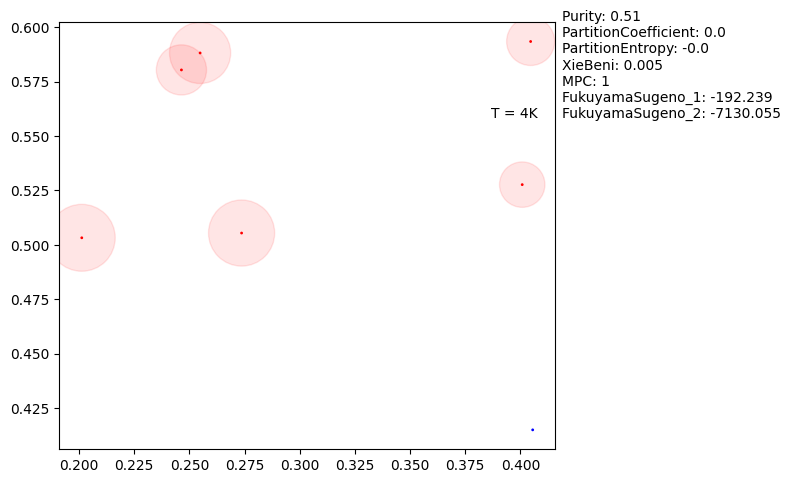 Purity: 0.51
PartitionCoefficient: 0.0
PartitionEntropy: -0.0
XieBeni: 0.005
MPC: 1
FukuyamaSugeno_1: -192.239
FukuyamaSugeno_2: -7130.055
T = 4K
0.600
0.575
0.550
0.525
0.500
0.475
0.450
0.425
0.200 0.225 0.250 0.275 0.300 0.325 0.350 0.375 0.400